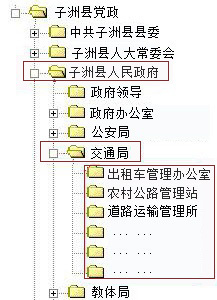 子洲县党政
中共子洲县县委
子洲县人大常委会
子洲县人民政府
政府领导
政府办公室
公安局
交通局
出租车管理办公室
农村公路管理站
道路运输管理所
... ...
... ...
... ...
教体局